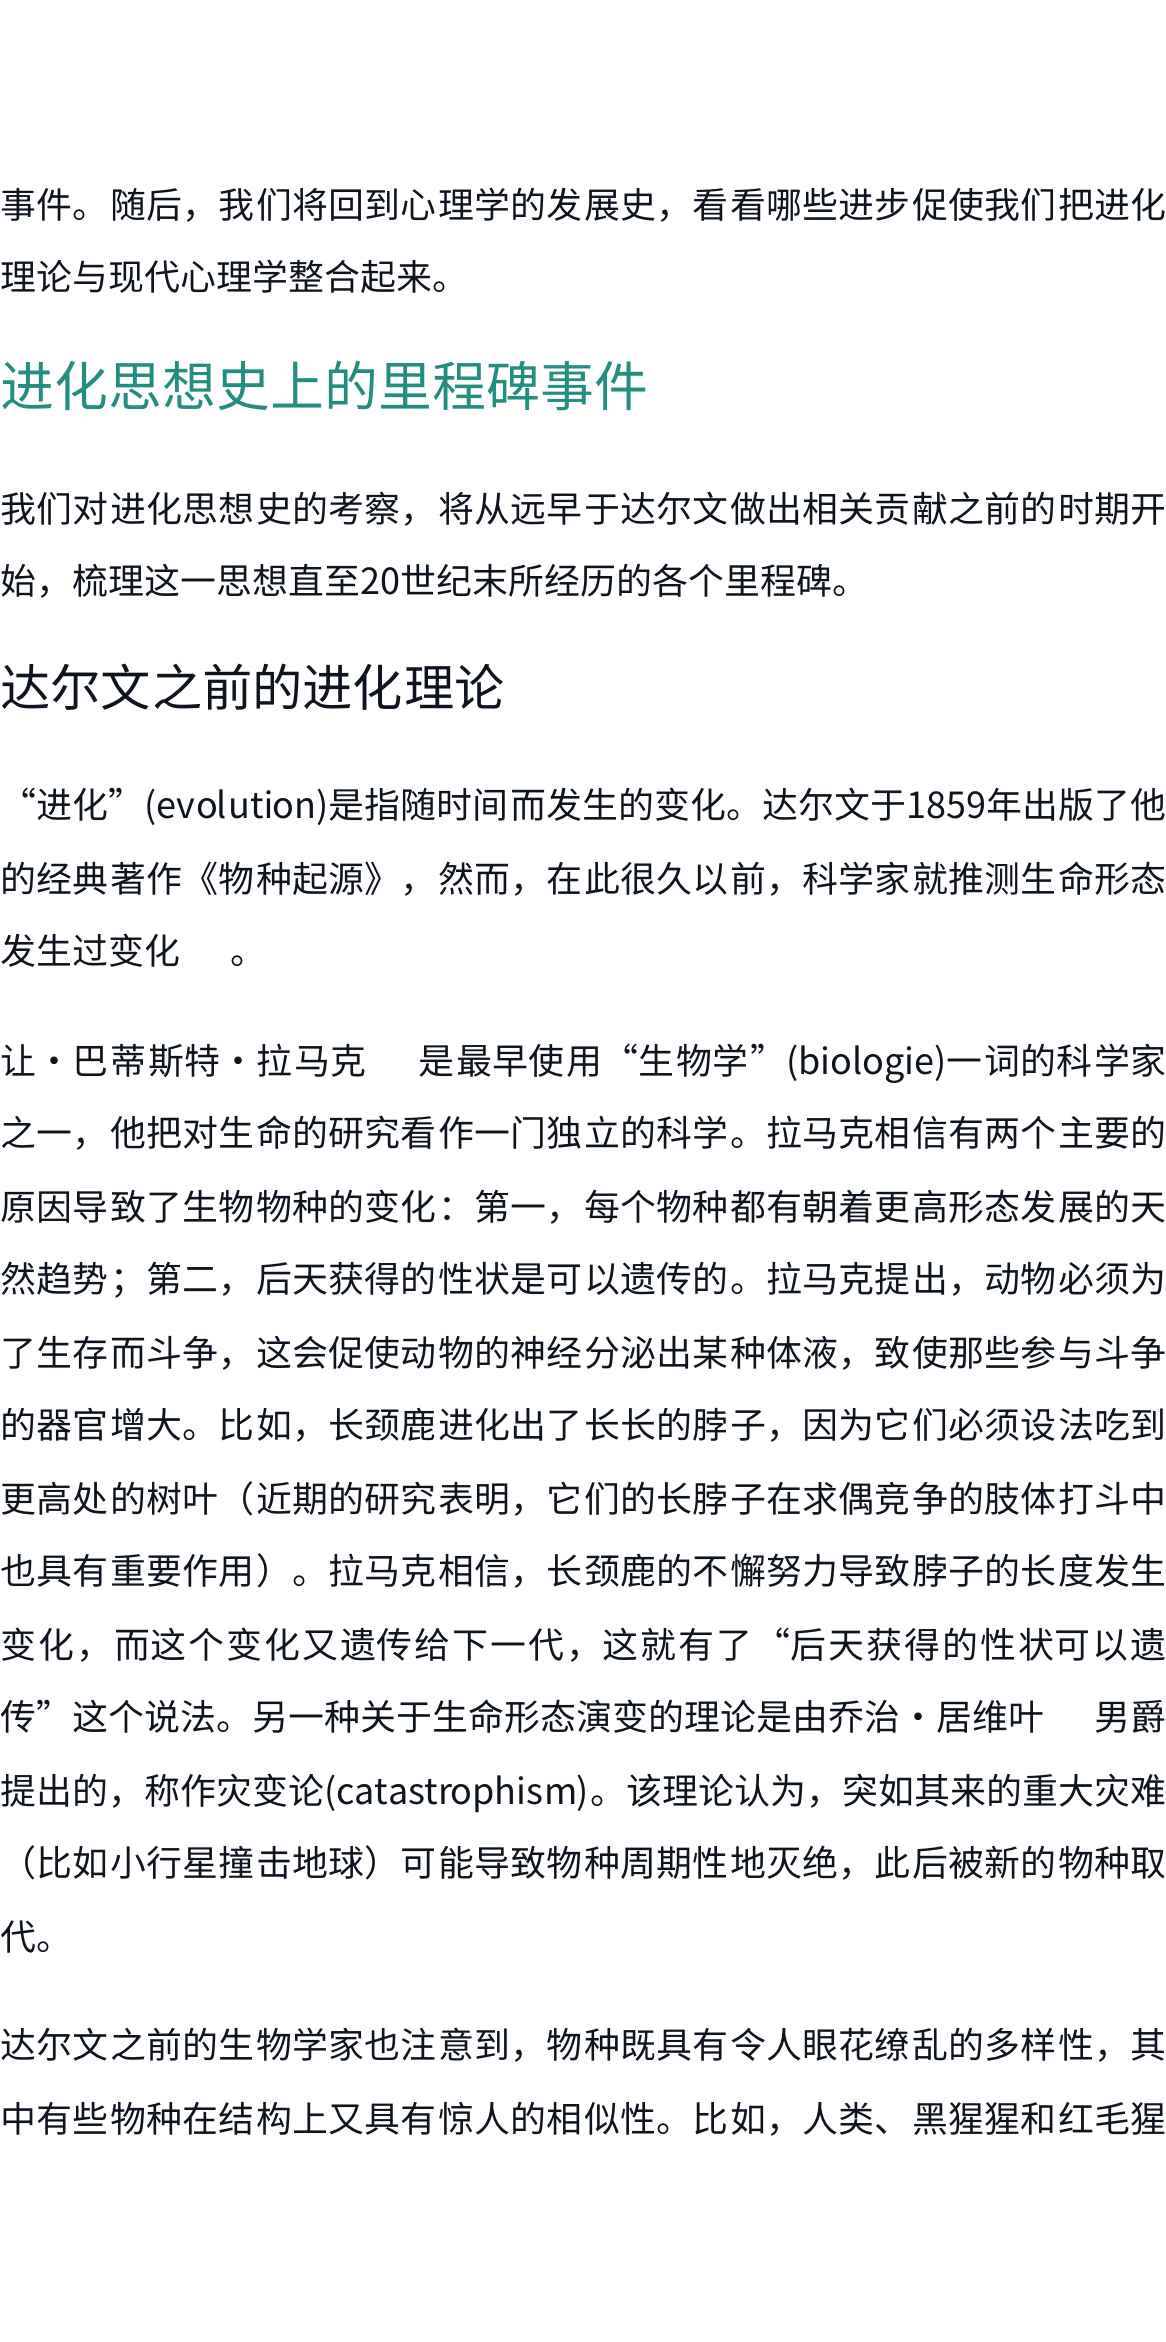 事件。随后，我们将回到心理学的发展史，看看哪些进步促使我们把进化
理论与现代心理学整合起来。
进化思想史上的里程碑事件
我们对进化思想史的考察，将从远早于达尔文做出相关贡献之前的时期开
始，梳理这一思想直至20世纪末所经历的各个里程碑。
达尔文之前的进化理论
“进化”(evolution)是指随时间而发生的变化。达尔文于1859年出版了他
的经典著作《物种起源》，然而，在此很久以前，科学家就推测生命形态
发生过变化 。
让·巴蒂斯特·拉马克 是最早使用“生物学”(biologie)一词的科学家
之一，他把对生命的研究看作一门独立的科学。拉马克相信有两个主要的
原因导致了生物物种的变化：第一，每个物种都有朝着更高形态发展的天
然趋势；第二，后天获得的性状是可以遗传的。拉马克提出，动物必须为
了生存而斗争，这会促使动物的神经分泌出某种体液，致使那些参与斗争
的器官增大。比如，长颈鹿进化出了长长的脖子，因为它们必须设法吃到
更高处的树叶（近期的研究表明，它们的长脖子在求偶竞争的肢体打斗中
也具有重要作用）。拉马克相信，长颈鹿的不懈努力导致脖子的长度发生
变化，而这个变化又遗传给下一代，这就有了“后天获得的性状可以遗
传”这个说法。另一种关于生命形态演变的理论是由乔治·居维叶 男爵
提出的，称作灾变论(catastrophism)。该理论认为，突如其来的重大灾难
（比如小行星撞击地球）可能导致物种周期性地灭绝，此后被新的物种取
代。
达尔文之前的生物学家也注意到，物种既具有令人眼花缭乱的多样性，其
中有些物种在结构上又具有惊人的相似性。比如，人类、黑猩猩和红毛猩